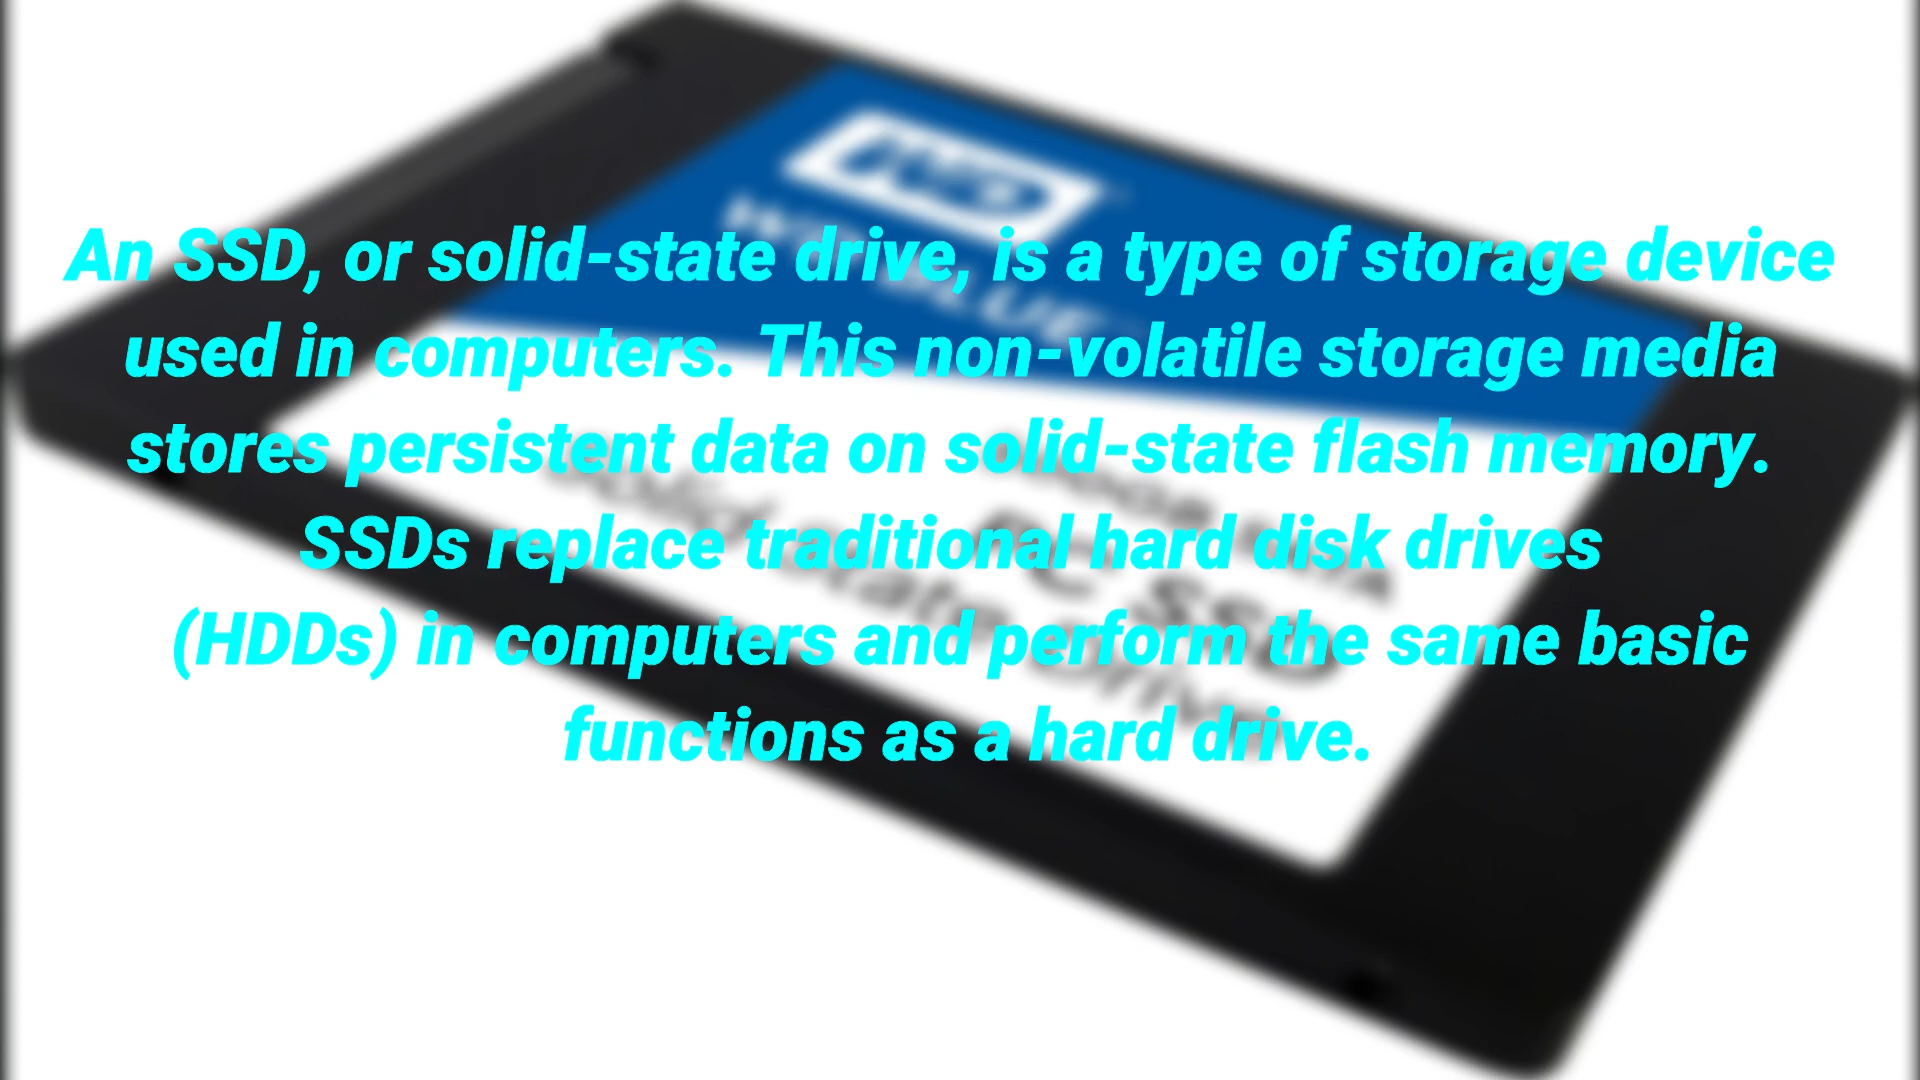 An SSD, or solid-state drive, is a type of storage device
used in computers. This non-volatile storage media
stores persistent data on solid-state flash memory.
SSDs replace traditional hard disk drives
(HDDs) in computers and perform the same basic
functions as a hard drive.